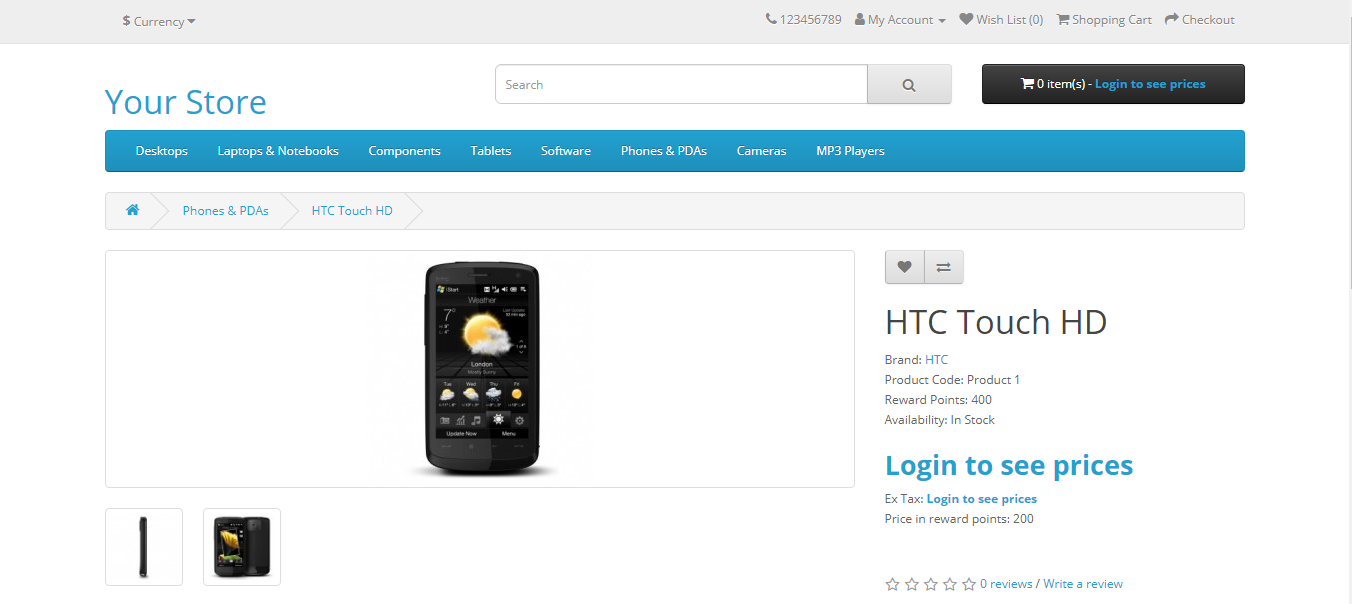 $ Currency
123456789 My Account Wish List (0) Shopping Cart Checkout
Your Store
Search
0 item(s) - Login to see prices
Desktops Laptops & Notebooks Components Tablets Software Phones & PDAs Cameras MP3 Players
Phones & PDAs HTC Touch HD
Start
Weather
7°
London
Mostly Sunny
Tue Wed Thu Fri
Update Now Menu
HTC Touch HD
Brand: HTC
Product Code: Product 1
Reward Points: 400
Availability: In Stock
Login to see prices
Ex Tax: Login to see prices
Price in reward points: 200
0 reviews / Write a review